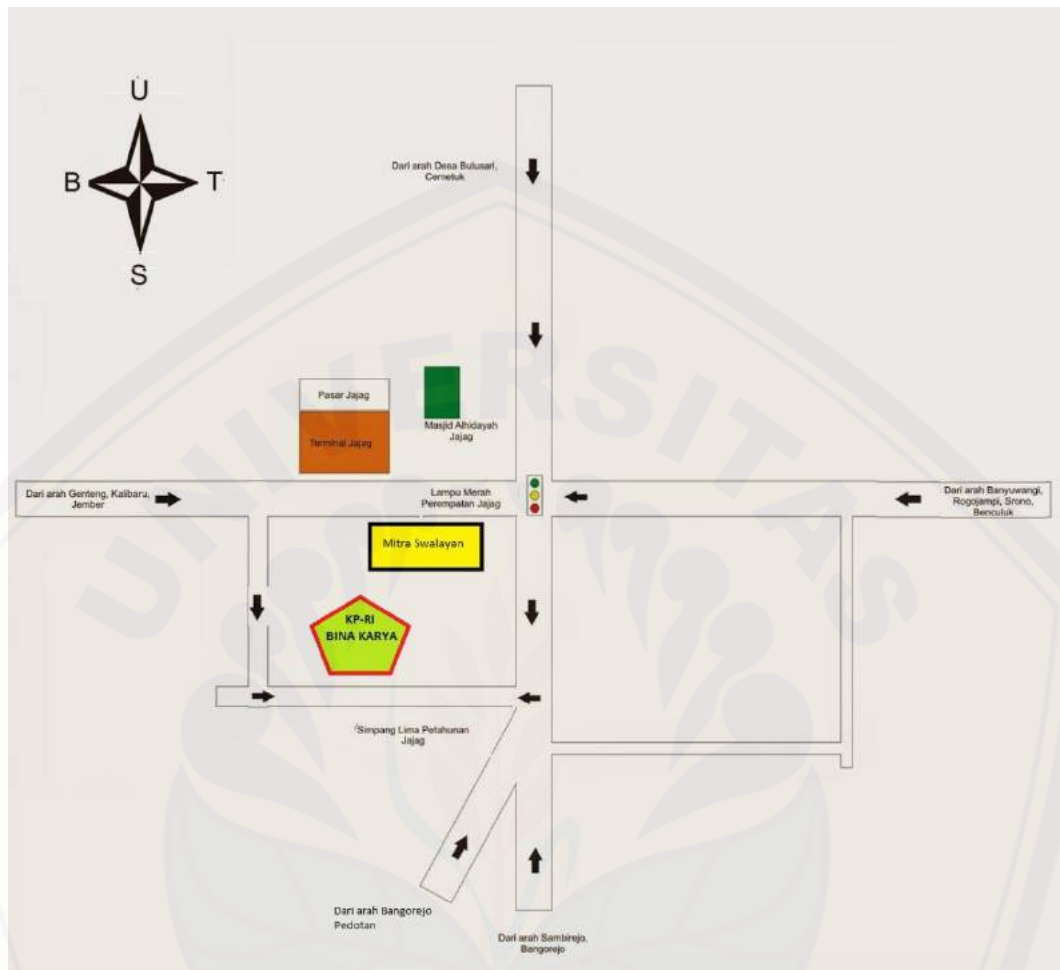 U
B
T
S
Dari arah Desa Bulusari,
Cemetuk
Pasar Jajag
Terminal Jajag
Masjid Alhidayah
Jajag
Dari arah Genteng, Kalibaru,
Jember
Lampu Merah
Perempatan Jajag
Dari arah Banyuwangi,
Rogojampi, Srono,
Benculuk
Mitra Swalayan
KP-RI
BINA KARYA
Simpang Lima Petahunan
Jajag
Dari arah Bangorejo
Pedotan
Dari arah Sambirejo,
Bangorejo
UNIVERSITAS